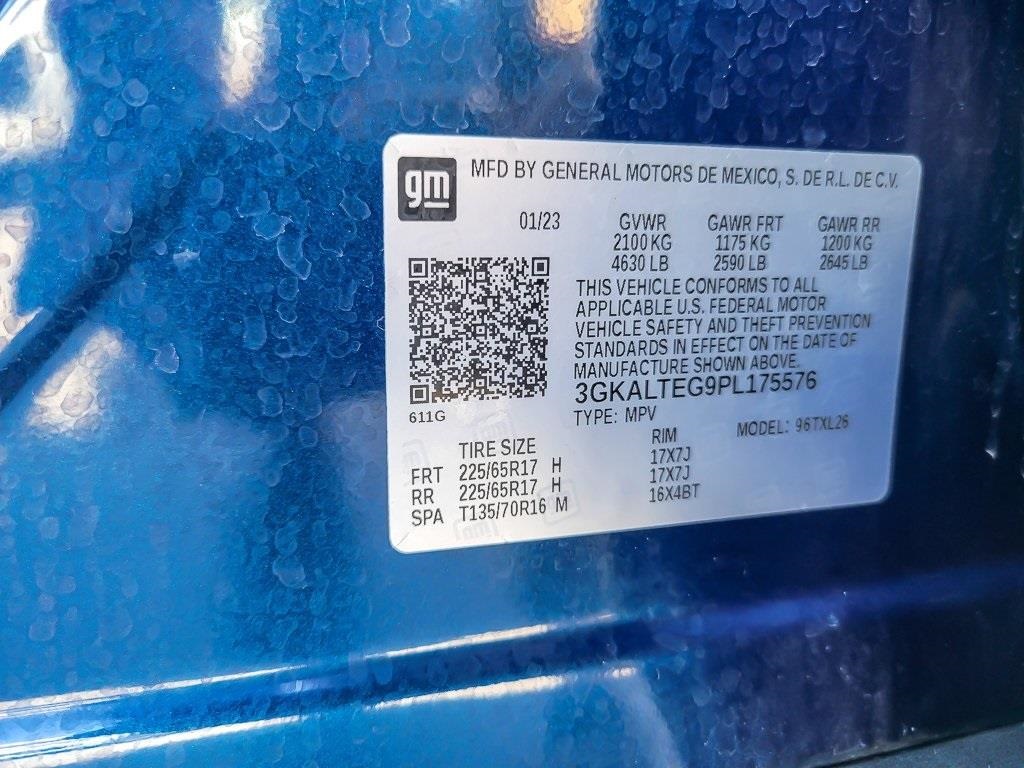 gm MFD BY GENERAL MOTORS DE MEXICO, S. DE R.L. DE C.V.
01/23 GVWR GAWR FRT GAWR RR
2100 KG 1175 KG 1200 KG
4630 LB 2590 LB 2645 LB
THIS VEHICLE CONFORMS TO ALL
APPLICABLE U.S. FEDERAL MOTOR
VEHICLE SAFETY AND THEFT PREVENTION
STANDARDS IN EFFECT ON THE DATE OF
MANUFACTURE SHOWN ABOVE.
3GKALTEG9PL175576
611G TYPE: MPV MODEL: 96TXL26
TIRE SIZE RIM
FRT 225/65R17 H 17X7J
RR 225/65R17 H 17X7J
SPA T135/70R16 M 16X4BT